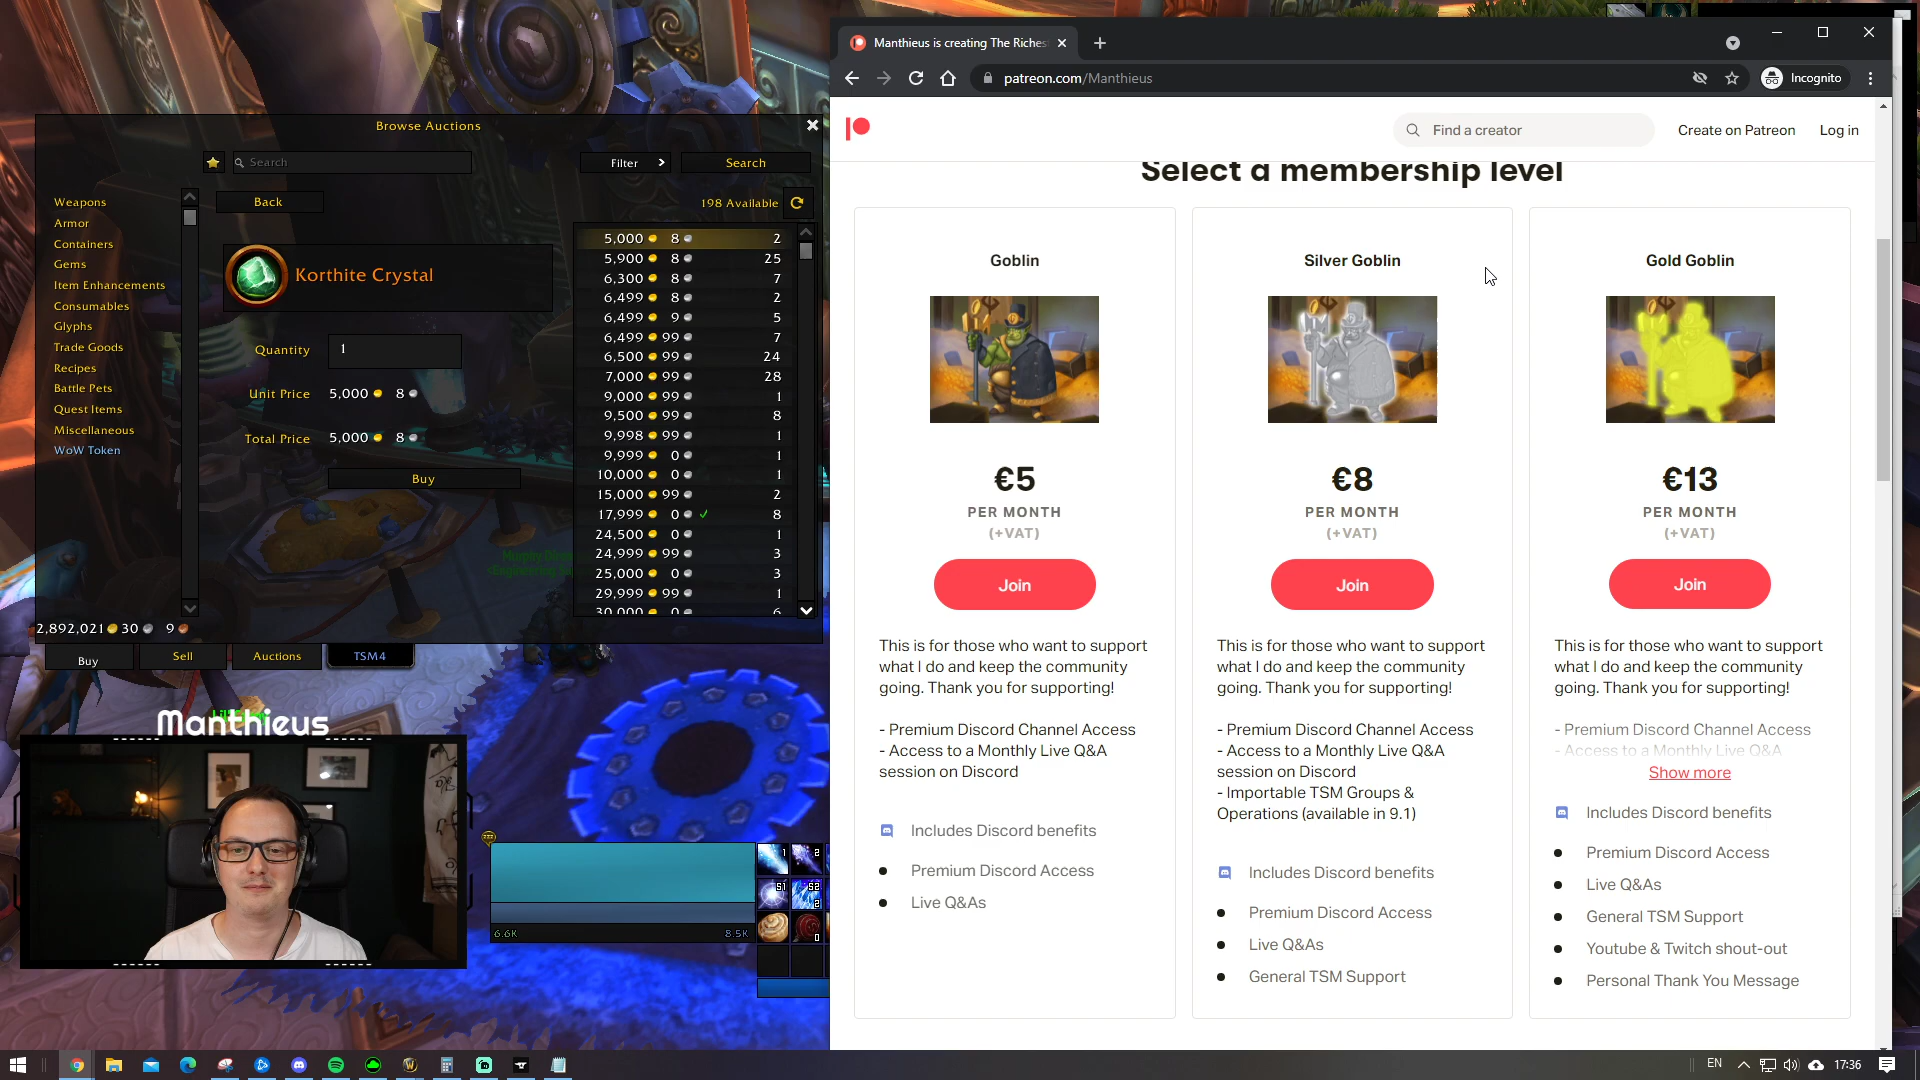 Browse Auctions
Search
Filter
Search
Back
198 Available
Weapons
Armor
Containers
Gems
Item Enhancements
Consumables
Glyphs
Trade Goods
Recipes
Battle Pets
Quest Items
Miscellaneous
WoW Token
Korthite Crystal
Quantity 1
Unit Price 5,000 8
Total Price 5,000 8
Buy
5,000 8 2
5,900 8 25
6,300 8 7
6,499 8 2
6,499 9 5
6,499 99 7
6,500 99 24
7,000 99 28
9,000 99 1
9,500 99 8
9,998 99 1
9,999 0 1
10,000 0 1
15,000 99 2
17,999 0 8
24,500 0 1
24,999 99 3
25,000 0 3
29,999 99 1
30,000 0 6
2,892,021 30 9
Buy
Sell
Auctions
TSM4
Manthieus
6.6K
8.5K
1
2
S1
S2
2
0
Manthieus is creating The Riches
patreon.com/Manthieus
Incognito
Find a creator
Create on Patreon
Log in
Select a membership level
Goblin
€5
PER MONTH
(+VAT)
Join
This is for those who want to support
what I do and keep the community
going. Thank you for supporting!
- Premium Discord Channel Access
- Access to a Monthly Live Q&A
session on Discord
Includes Discord benefits
Premium Discord Access
Live Q&As
Silver Goblin
€8
PER MONTH
(+VAT)
Join
This is for those who want to support
what I do and keep the community
going. Thank you for supporting!
- Premium Discord Channel Access
- Access to a Monthly Live Q&A
session on Discord
- Importable TSM Groups &
Operations (available in 9.1)
Includes Discord benefits
Premium Discord Access
Live Q&As
General TSM Support
Gold Goblin
€13
PER MONTH
(+VAT)
Join
This is for those who want to support
what I do and keep the community
going. Thank you for supporting!
- Premium Discord Channel Access
- Access to a Monthly Live Q&A
Show more
Includes Discord benefits
Premium Discord Access
Live Q&As
General TSM Support
Youtube & Twitch shout-out
Personal Thank You Message
EN
17:36